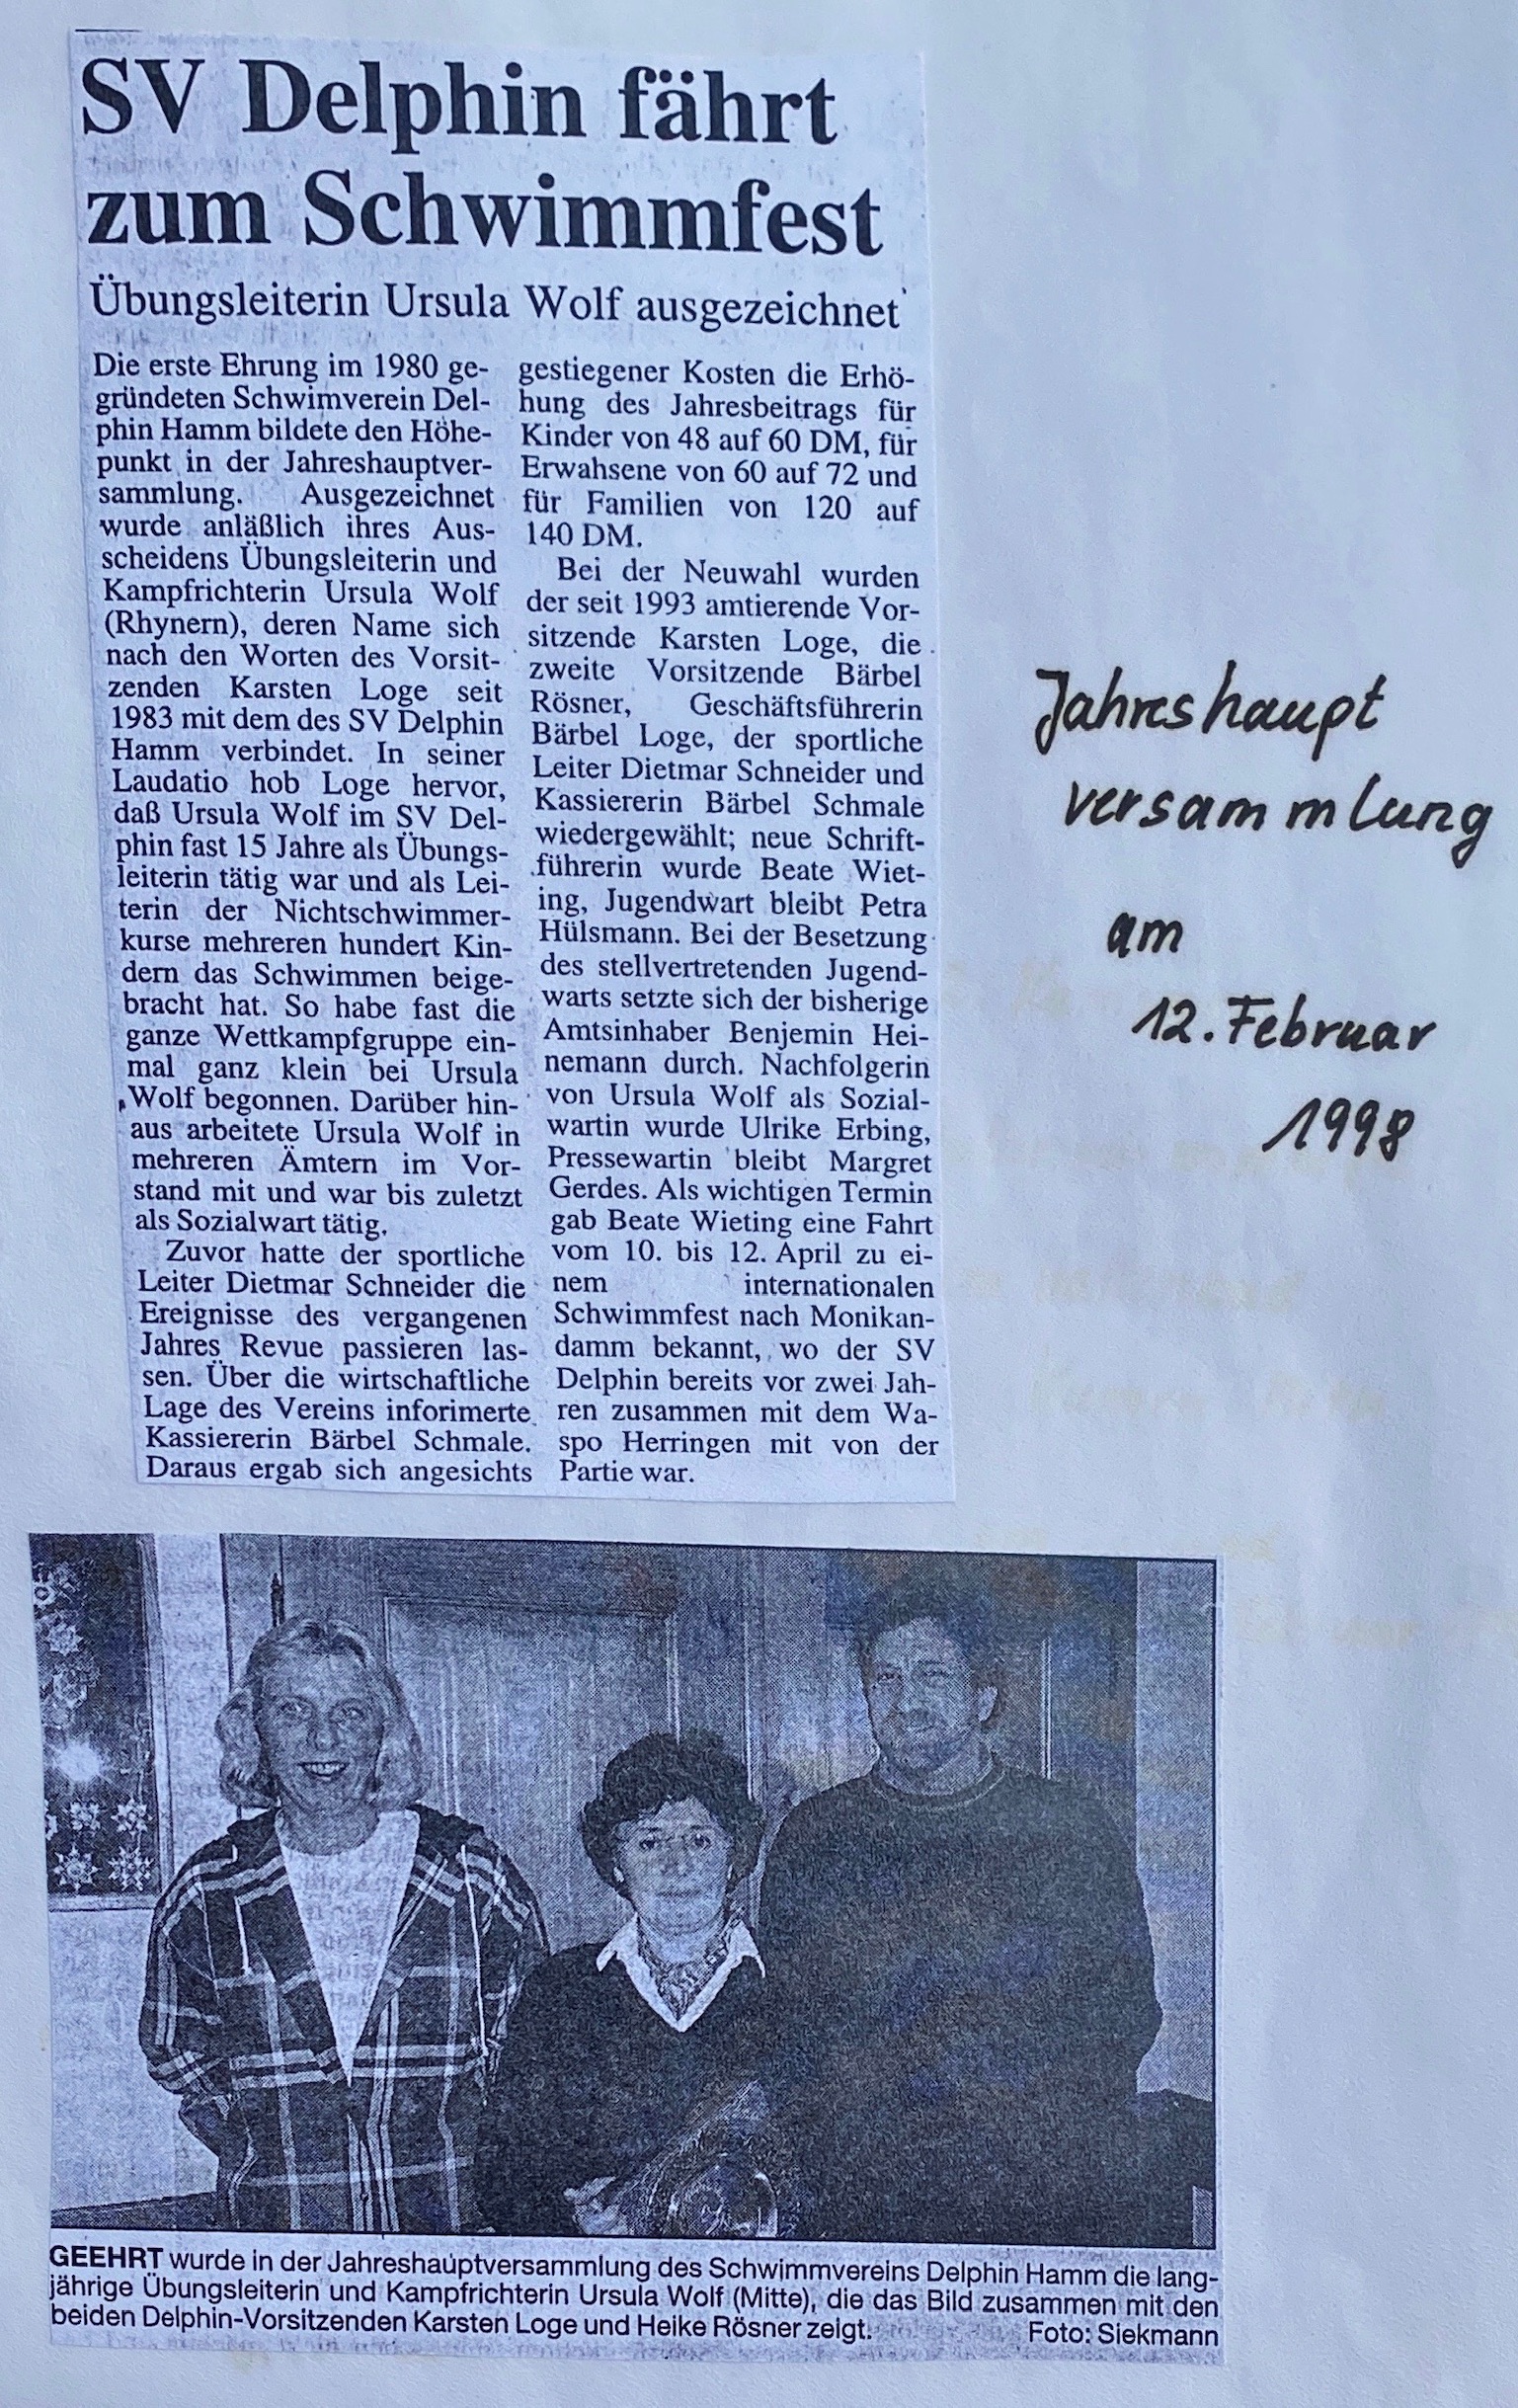 SV Delphin fährt
zum Schwimmfest
Übungsleiterin Ursula Wolf ausgezeichnet
Die erste Ehrung im 1980 ge-
gründeten Schwimverein Del-
phin Hamm bildete den Höhe-
punkt in der Jahreshauptver-
sammlung. Ausgezeichnet
wurde anläßlich ihres Aus-
scheidens Übungsleiterin und
Kampfrichterin Ursula Wolf
(Rhynern), deren Name sich
nach den Worten des Vorsit-
zenden Karsten Loge seit
1983 mit dem des SV Delphin
Hamm verbindet. In seiner
Laudatio hob Loge hervor,
daß Ursula Wolf im SV Del-
phin fast 15 Jahre als Übungs-
leiterin tätig war und als Lei-
terin der Nichtschwimmer-
kurse mehreren hundert Kin-
dern das Schwimmen beige-
bracht hat. So habe fast die
ganze Wettkampfgruppe ein-
mal ganz klein bei Ursula
Wolf begonnen. Darüber hin-
aus arbeitete Ursula Wolf in
mehreren Ämtern im Vor-
stand mit und war bis zuletzt
als Sozialwart tätig.
Zuvor hatte der sportliche
Leiter Dietmar Schneider die
Ereignisse des vergangenen
Jahres Revue passieren las-
sen. Über die wirtschaftliche
Lage des Vereins inforimerte
Kassiererin Bärbel Schmale.
Daraus ergab sich angesichts
gestiegener Kosten die Erhö-
hung des Jahresbeitrags für
Kinder von 48 auf 60 DM, für
Erwahsene von 60 auf 72 und
für Familien von 120 auf
140 DM.
Bei der Neuwahl wurden
der seit 1993 amtierende Vor-
sitzende Karsten Loge, die
zweite Vorsitzende Bärbel
Rösner, Geschäftsführerin
Bärbel Loge, der sportliche
Leiter Dietmar Schneider und
Kassiererin Bärbel Schmale
wiedergewählt; neue Schrift-
führerin wurde Beate Wiet-
ing, Jugendwart bleibt Petra
Hülsmann. Bei der Besetzung
des stellvertretenden Jugend-
warts setzte sich der bisherige
Amtsinhaber Benjemin Hei-
nemann durch. Nachfolgerin
von Ursula Wolf als Sozial-
wartin wurde Ulrike Erbing,
Pressewartin bleibt Margret
Gerdes. Als wichtigen Termin
gab Beate Wieting eine Fahrt
vom 10. bis 12. April zu ei-
nem internationalen
Schwimmfest nach Monikan-
damm bekannt, wo der SV
Delphin bereits vor zwei Jah-
ren zusammen mit dem Wa-
spo Herringen mit von der
Partie war.
Jahreshaupt
versammlung
am
12. Februar
1998
GEEHRT wurde in der Jahreshauptversammlung des Schwimmvereins Delphin Hamm die lang-
jährige Übungsleiterin und Kampfrichterin Ursula Wolf (Mitte), die das Bild zusammen mit den
beiden Delphin-Vorsitzenden Karsten Loge und Heike Rösner zeigt. Foto: Siekmann